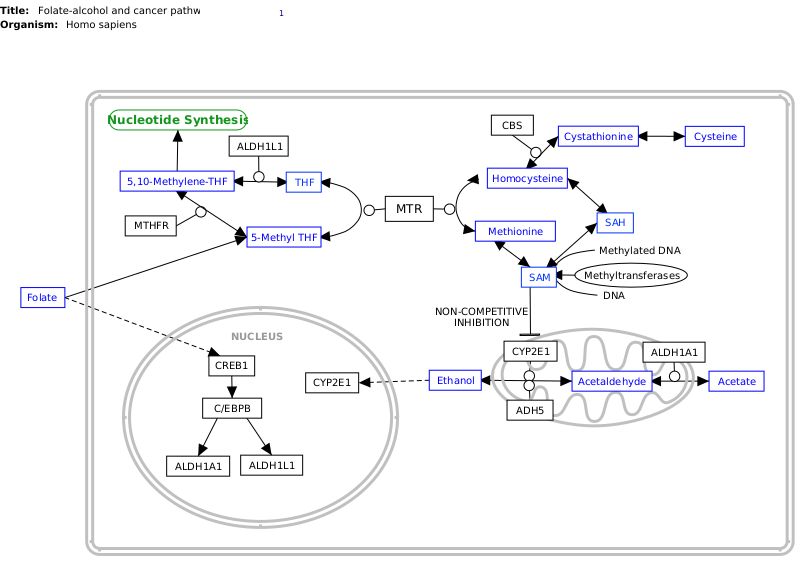 Title: Folate-alcohol and cancer pathw
1
Organism: Homo sapiens
Nucleotide Synthesis
CBS
Cystathionine
Cysteine
ALDH1L1
5,10-Methylene-THF
THF
Homocysteine
MTR
MTHFR
SAH
5-Methyl THF
Methionine
Methylated DNA
SAM
Methyltransferases
DNA
Folate
NON-COMPETITIVE
INHIBITION
NUCLEUS
CREB1
CYP2E1
ALDH1A1
CYP2E1
Ethanol
Acetaldehyde
Acetate
C/EBPB
ADH5
ALDH1A1
ALDH1L1